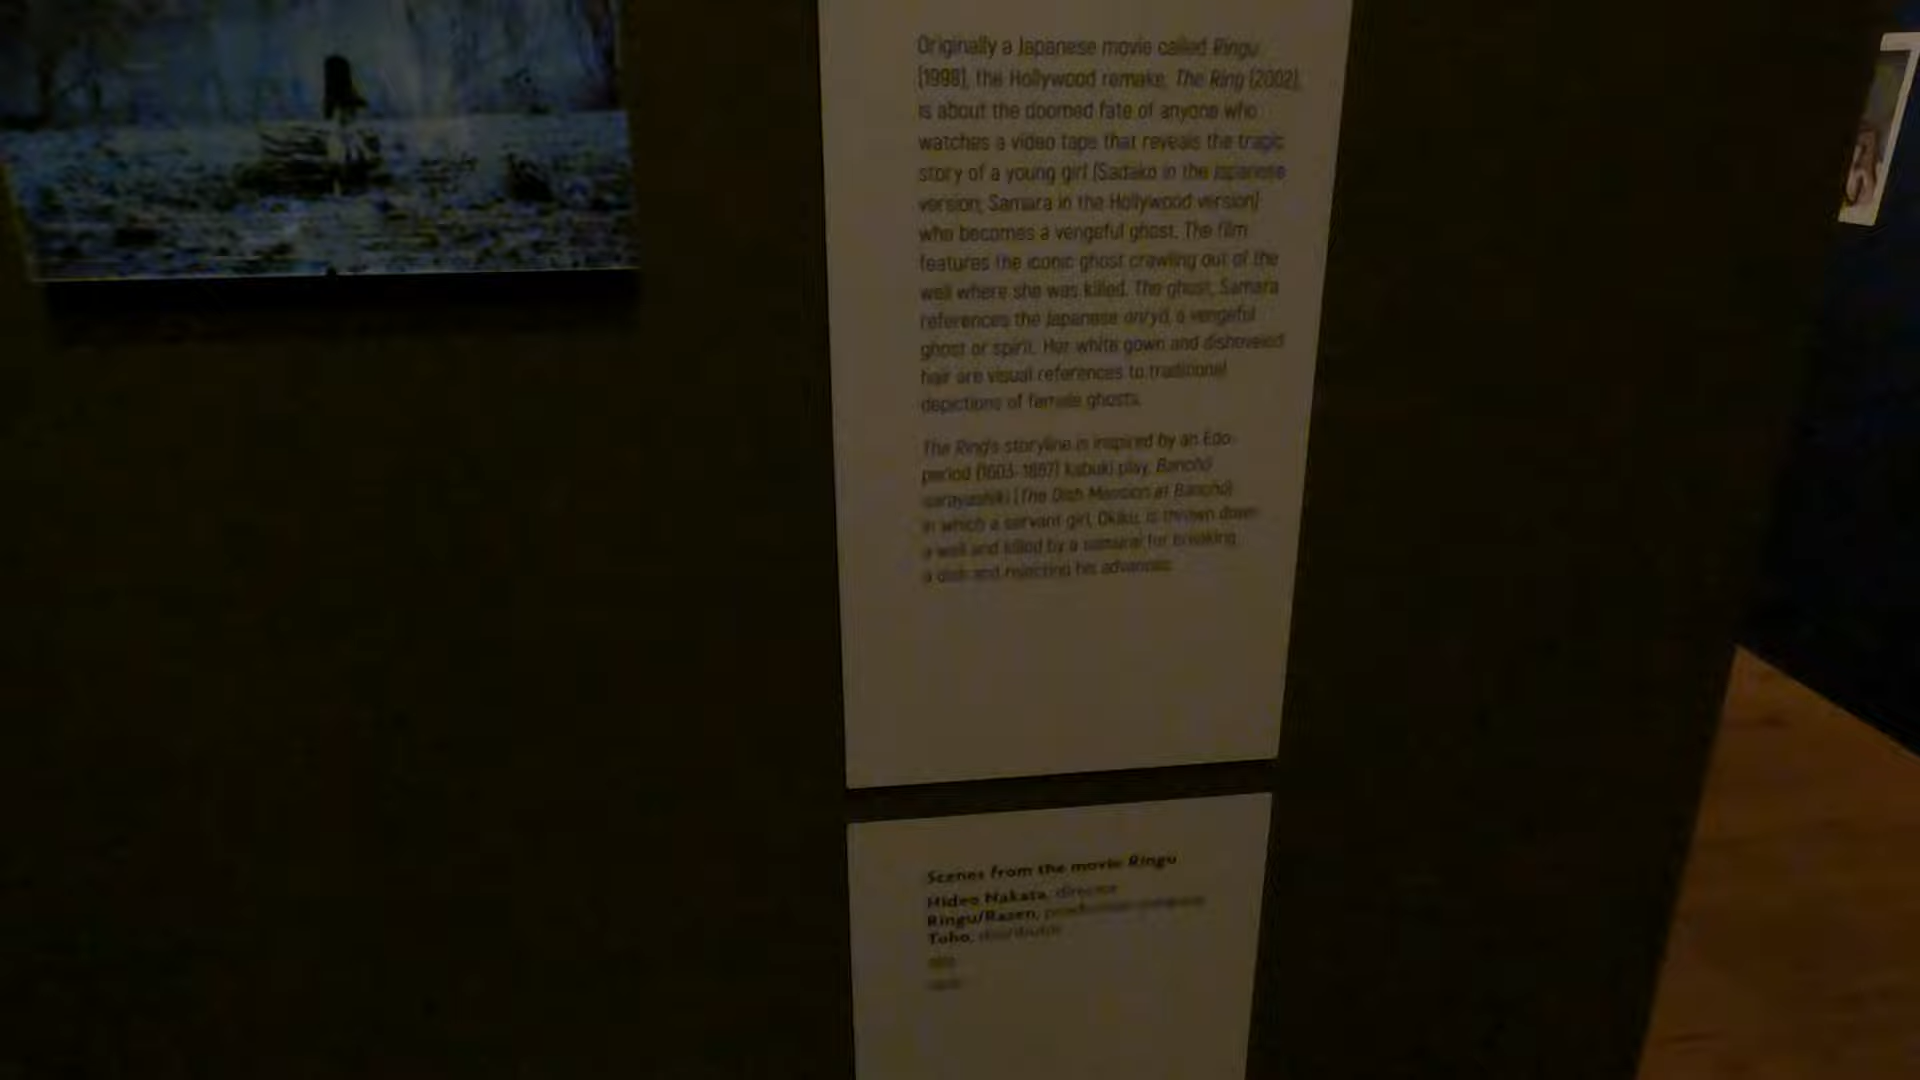 Originally a Japanese movie called Ringu
[1998], the Hollywood remake, The Ring [2002],
is about the doomed fate of anyone who
watches a video tape that reveals the tragic
story of a young girl [Sadako in the Japanese
version; Samara in the Hollywood version]
who becomes a vengeful ghost. The film
features the iconic ghost crawling out of the
well where she was killed. The ghost, Samara
references the Japanese onryō, a vengeful
ghost or spirit. Her white gown and disheveled
hair are visual references to traditional
depictions of female ghosts.
The Ring's storyline is inspired by an Edo
period [1603-1867] kabuki play, Banchō
sarayashiki [The Dish Mansion at Banchō]
in which a servant girl, Okiku, is thrown down
a well and killed by a samurai for breaking
a dish and rejecting his advances.
Scenes from the movie Ringu
Hideo Nakata, director
Ringu/Rasen, production company
Toho, distributor